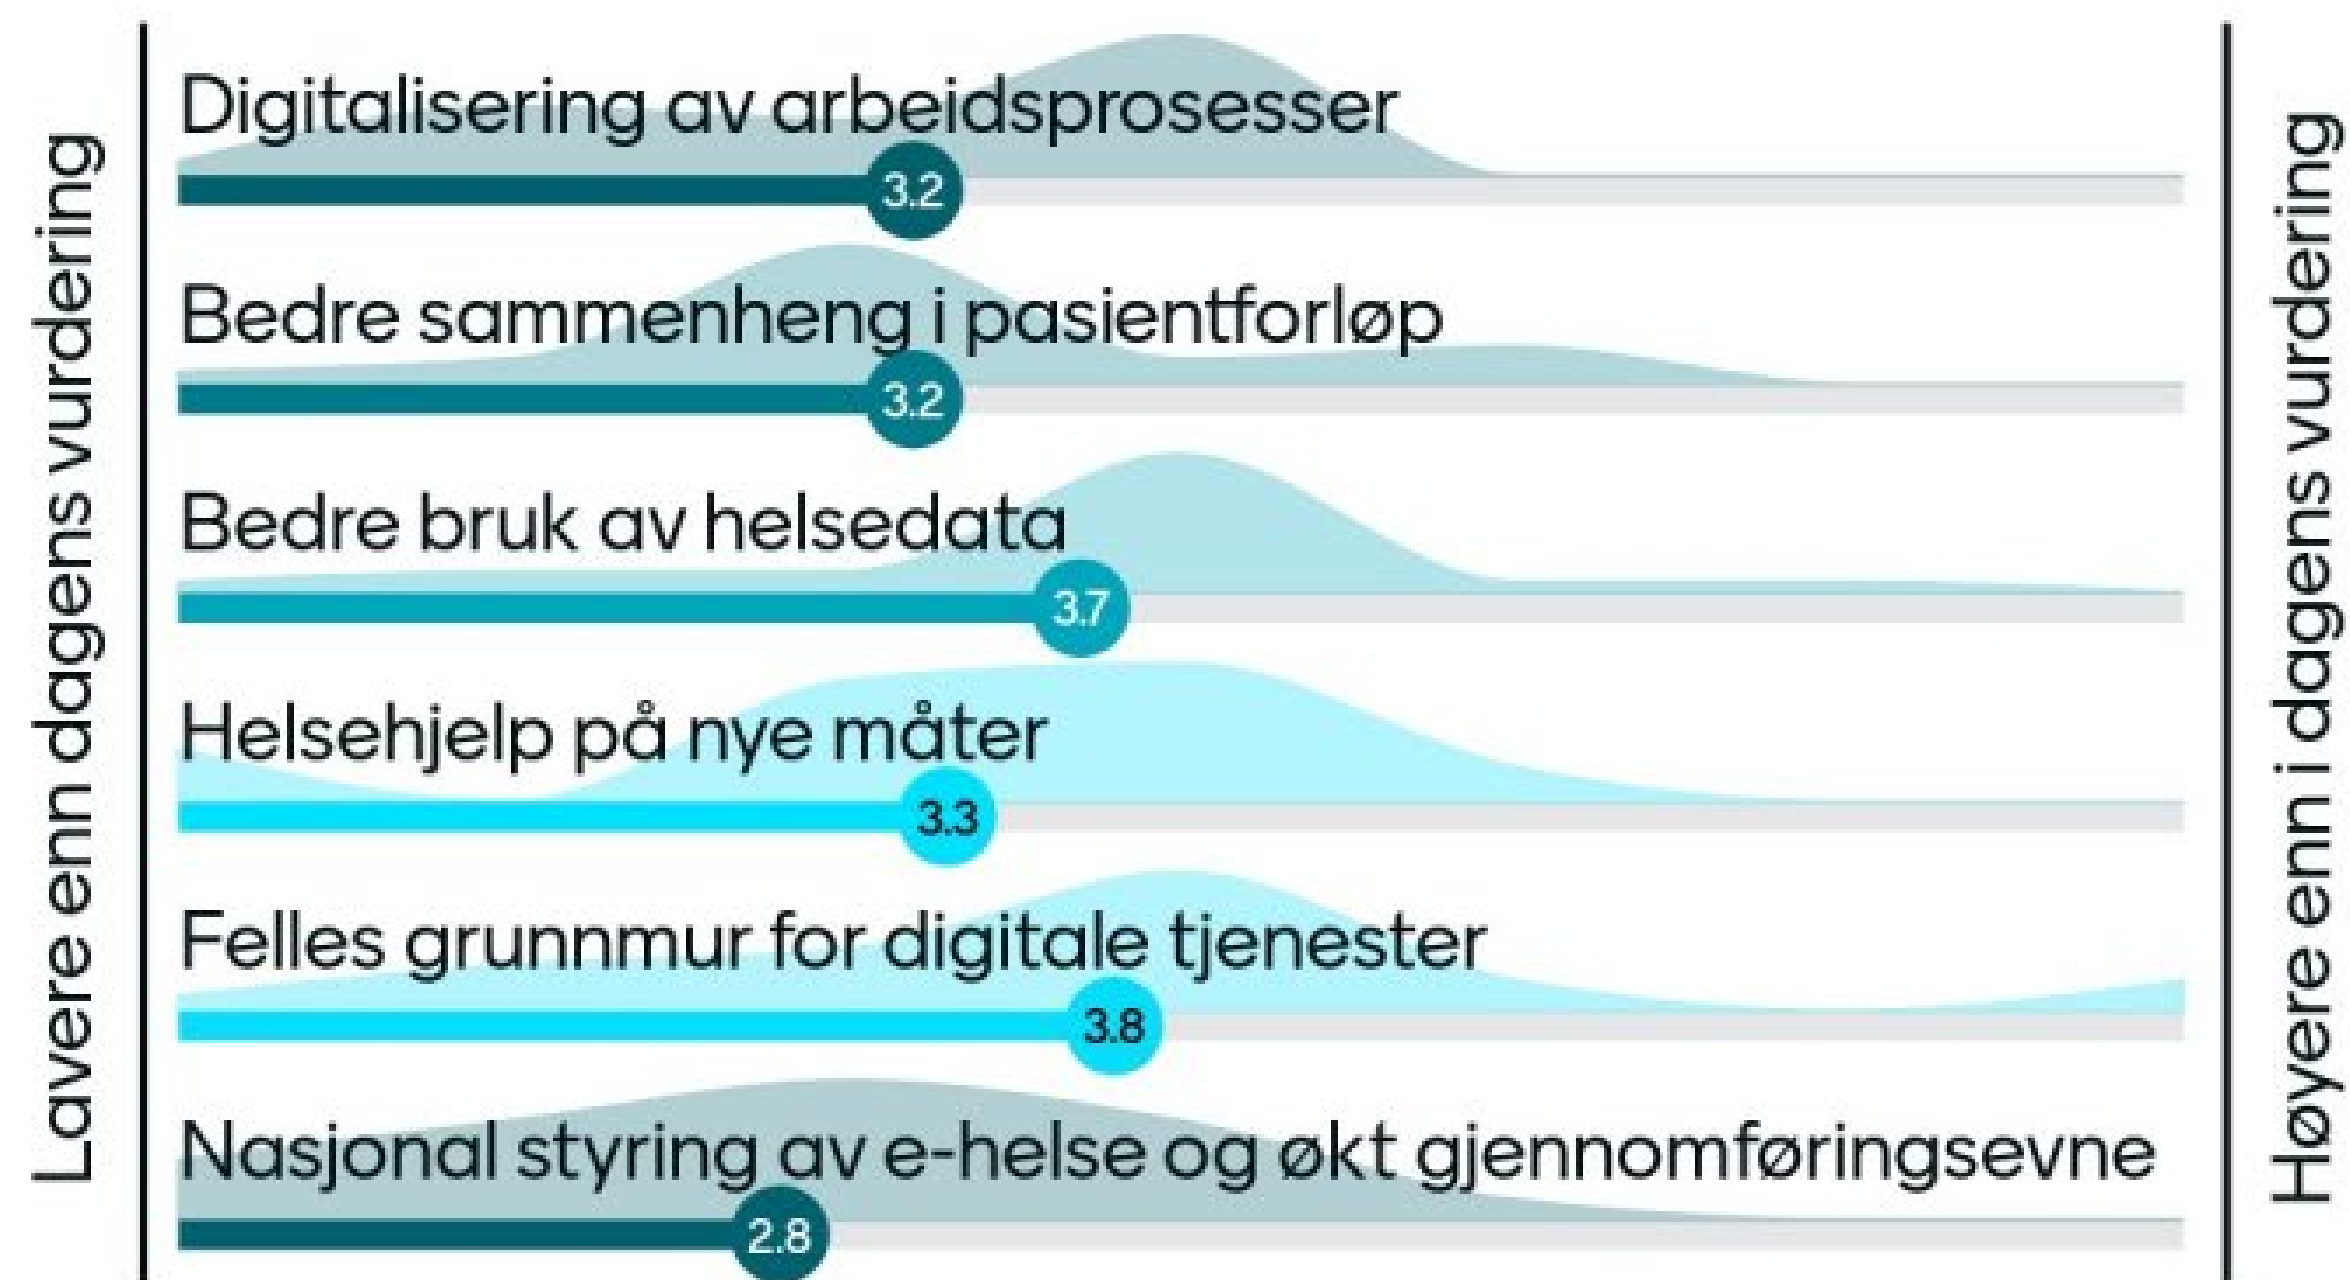 Lavere enn dagens vurdering
Digitalisering av arbeidsprosesser
3.2
Bedre sammenheng i pasientforløp
3.2
Bedre bruk av helsedata
3.7
Helsehjelp på nye måter
3.3
Felles grunnmur for digitale tjenester
3.8
Nasjonal styring av e-helse og økt gjennomføringsevne
2.8
Høyere enn i dagens vurdering